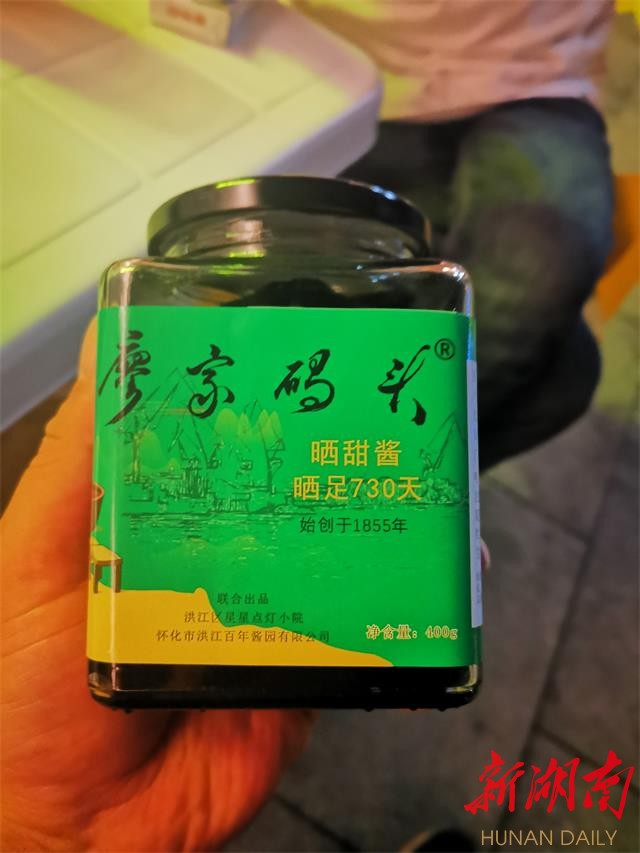 廖家码头®
晒甜酱
晒足730天
始创于1855年
联合出品
洪江区星星点灯小院
怀化市洪江百年酱园有限公司
净含量：400g
新湖南
HUNAN DAILY